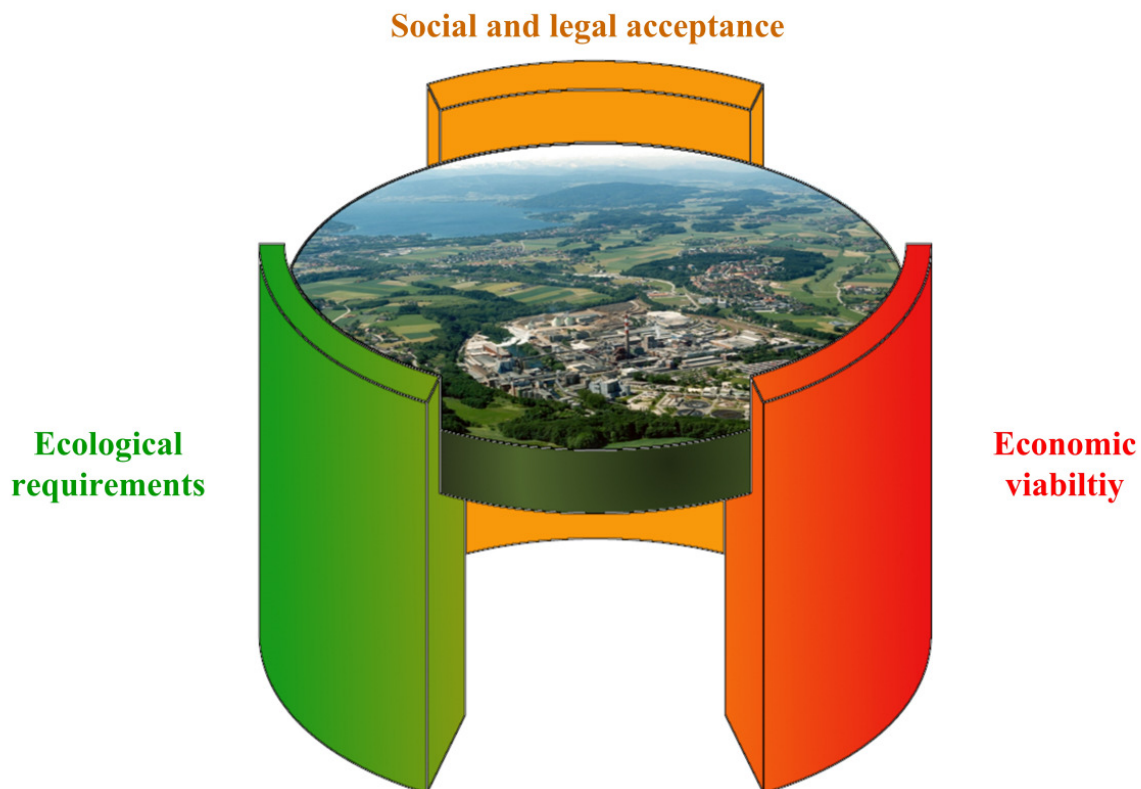 Social and legal acceptance
Ecological
requirements
Economic
viabiltiy